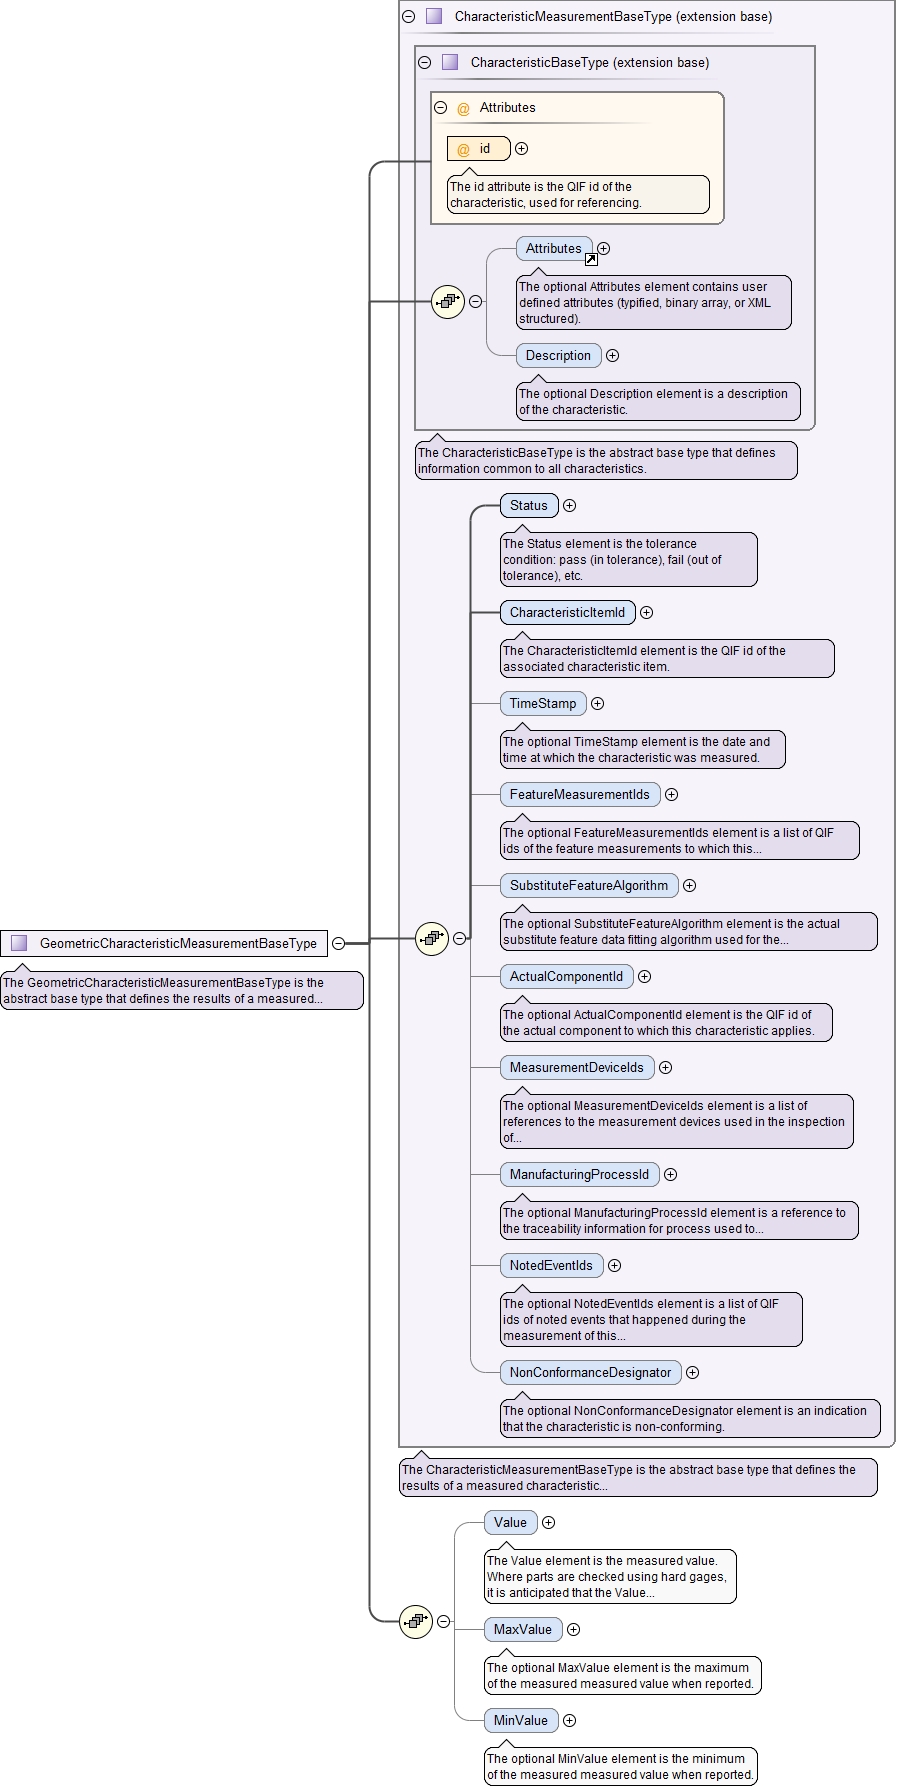 CharacteristicMeasurementBaseType (extension base)
CharacteristicBaseType (extension base)
@ Attributes
@ id
The id attribute is the QIF id of the
characteristic, used for referencing.
Attributes
The optional Attributes element contains user
defined attributes (typified, binary array, or XML
structured).
Description
The optional Description element is a description
of the characteristic.
The CharacteristicBaseType is the abstract base type that defines
information common to all characteristics.
Status
The Status element is the tolerance
condition: pass (in tolerance), fail (out of
tolerance), etc.
CharacteristicItemId
The CharacteristicItemId element is the QIF id of the
associated characteristic item.
TimeStamp
The optional TimeStamp element is the date and
time at which the characteristic was measured.
FeatureMeasurementIds
The optional FeatureMeasurementIds element is a list of QIF
ids of the feature measurements to which this...
SubstituteFeatureAlgorithm
The optional SubstituteFeatureAlgorithm element is the actual
substitute feature data fitting algorithm used for the...
GeometricCharacteristicMeasurementBaseType
The GeometricCharacteristicMeasurementBaseType is the
abstract base type that defines the results of a measured...
ActualComponentId
The optional ActualComponentId element is the QIF id of
the actual component to which this characteristic applies.
MeasurementDeviceIds
The optional MeasurementDeviceIds element is a list of
references to the measurement devices used in the inspection
of...
ManufacturingProcessId
The optional ManufacturingProcessId element is a reference to
the traceability information for process used to...
NotedEventIds
The optional NotedEventIds element is a list of QIF
ids of noted events that happened during the
measurement of this...
NonConformanceDesignator
The optional NonConformanceDesignator element is an indication
that the characteristic is non-conforming.
The CharacteristicMeasurementBaseType is the abstract base type that defines the
results of a measured characteristic...
Value
The Value element is the measured value.
Where parts are checked using hard gages,
it is anticipated that the Value...
MaxValue
The optional MaxValue element is the maximum
of the measured measured value when reported.
MinValue
The optional MinValue element is the minimum
of the measured measured value when reported.